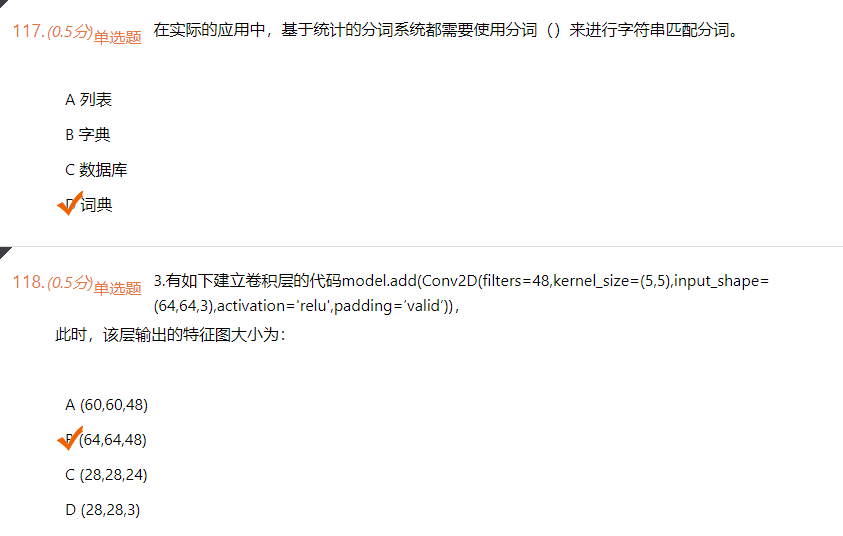 117.(0.5分)单选题 在实际的应用中，基于统计的分词系统都需要使用分词（）来进行字符串匹配分词。
A 列表
B 字典
C 数据库
D 词典
118.(0.5分)单选题 3.有如下建立卷积层的代码model.add(Conv2D(filters=48,kernel_size=(5,5),input_shape=
(64,64,3),activation='relu',padding=‘valid’))，
此时，该层输出的特征图大小为：
A (60,60,48)
B (64,64,48)
C (28,28,24)
D (28,28,3)